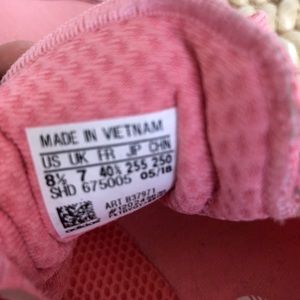 MADE IN VIETNAM
US UK FR JP CHN
8½ 7 40⅔ 255 250
SHD 675005 05/18
ART B37971